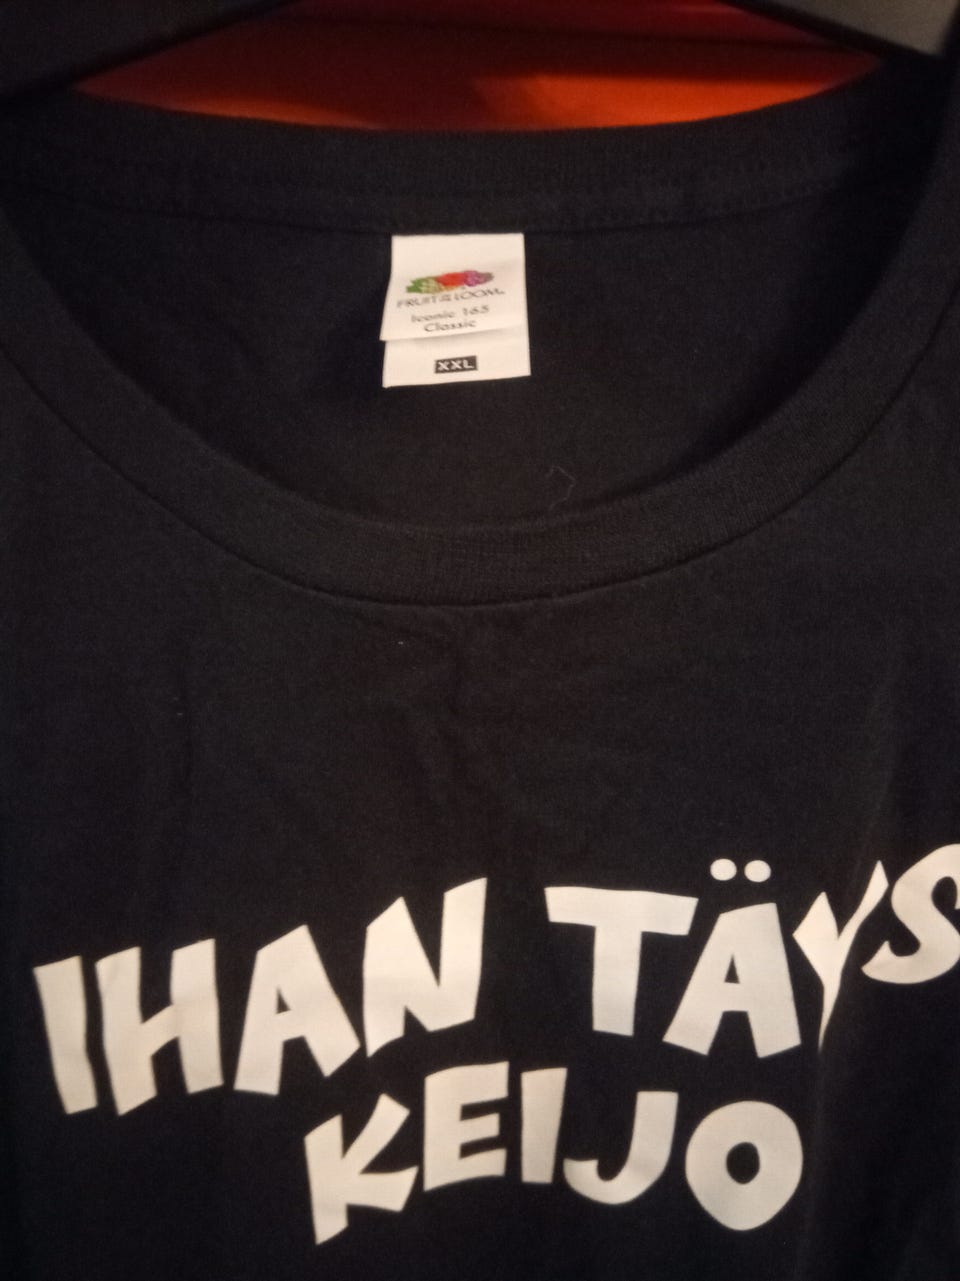 FRUIT OF THE LOOM
Iconic 165
Classic
XXL
IHAN TÄYS
KEIJO